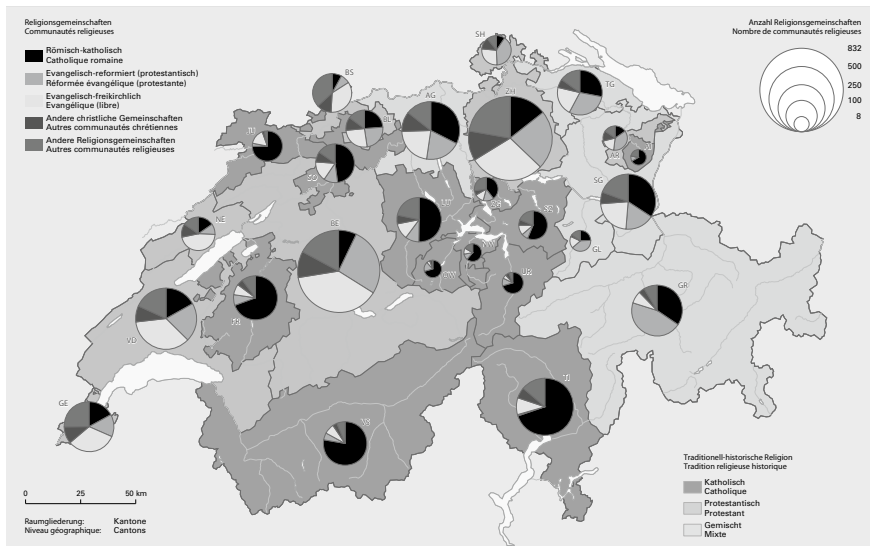 Religionsgemeinschaften
Communautés religieuses
Römisch-katholisch
Catholique romaine
Evangelisch-reformiert (protestantisch)
Réformée évangélique (protestante)
Evangelisch-freikirchlich
Evangélique (libre)
Andere christliche Gemeinschaften
Autres communautés chrétiennes
Andere Religionsgemeinschaften
Autres communautés religieuses
Anzahl Religionsgemeinschaften
Nombre de communautés religieuses
832
500
250
100
8
SH
BS
TG
ZH
AG
BL
JU
AR
AI
SO
SG
ZG
LU
SZ
NE
BE
GL
NW
OW
UR
GR
FR
VD
TI
GE
VS
0 25 50 km
Raumgliederung: Kantone
Niveau géographique: Cantons
Traditionell-historische Religion
Tradition religieuse historique
Katholisch
Catholique
Protestantisch
Protestant
Gemischt
Mixte